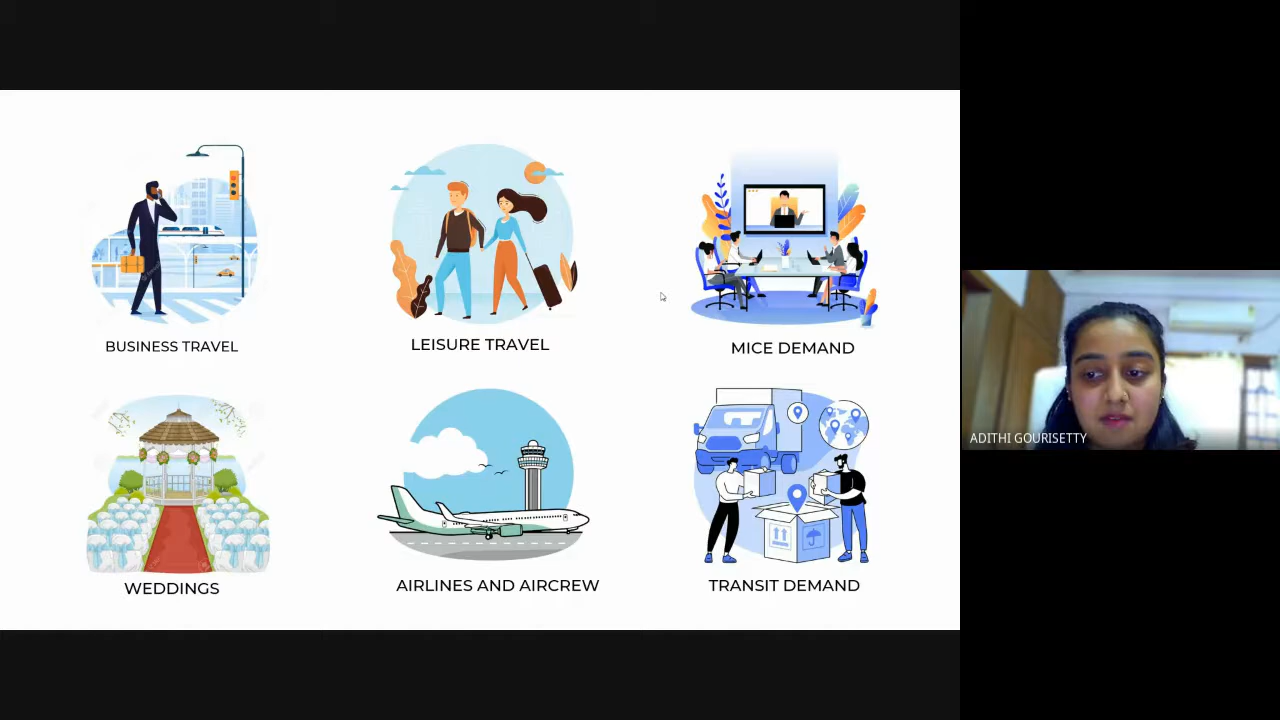 BUSINESS TRAVEL
LEISURE TRAVEL
MICE DEMAND
WEDDINGS
AIRLINES AND AIRCREW
TRANSIT DEMAND
ADITHI GOURISETTY